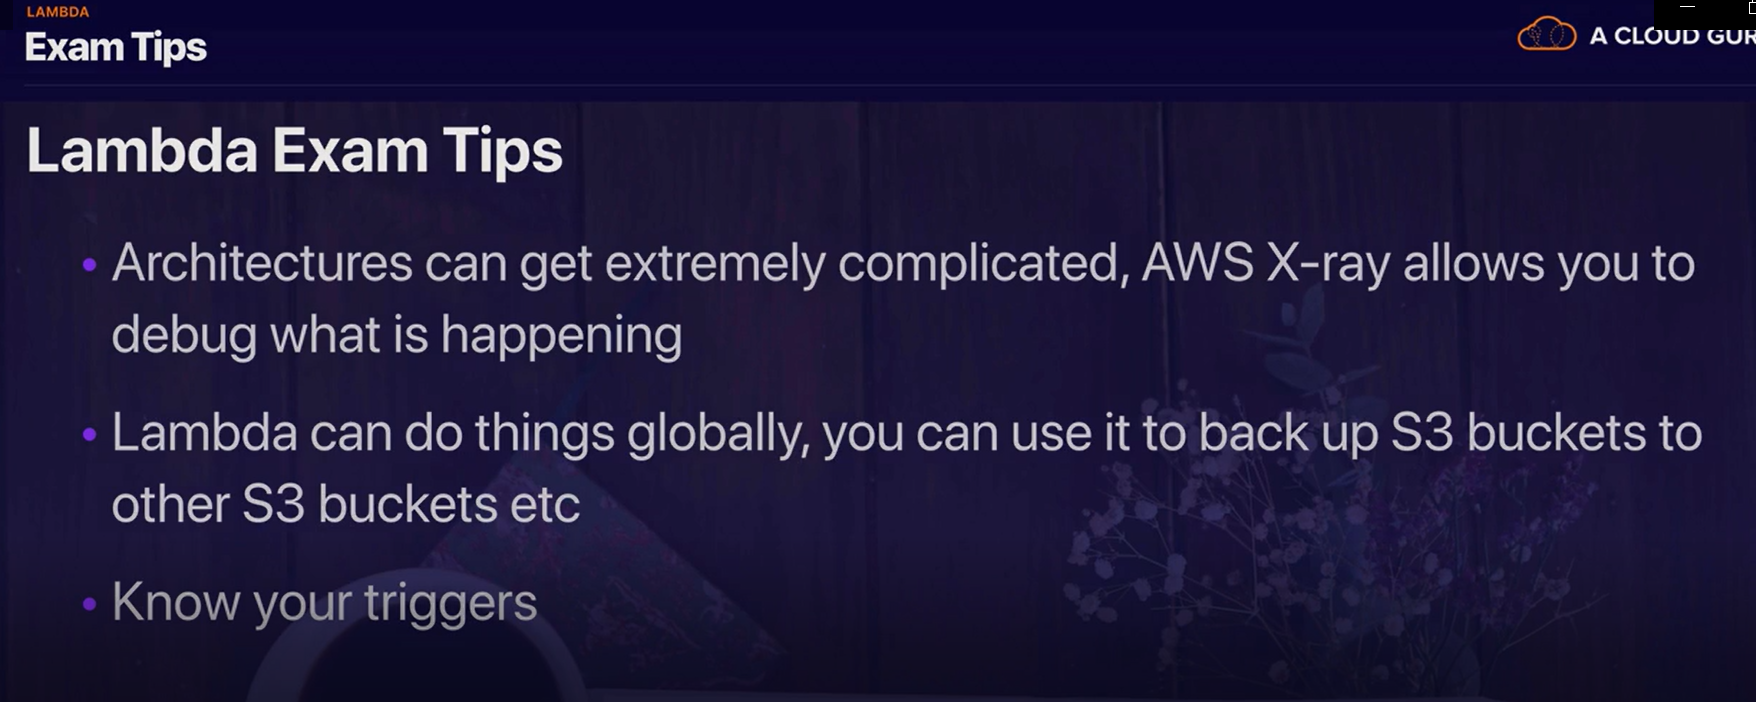 LAMBDA
Exam Tips
A CLOUD GUR
Lambda Exam Tips
• Architectures can get extremely complicated, AWS X-ray allows you to
debug what is happening
• Lambda can do things globally, you can use it to back up S3 buckets to
other S3 buckets etc
• Know your triggers